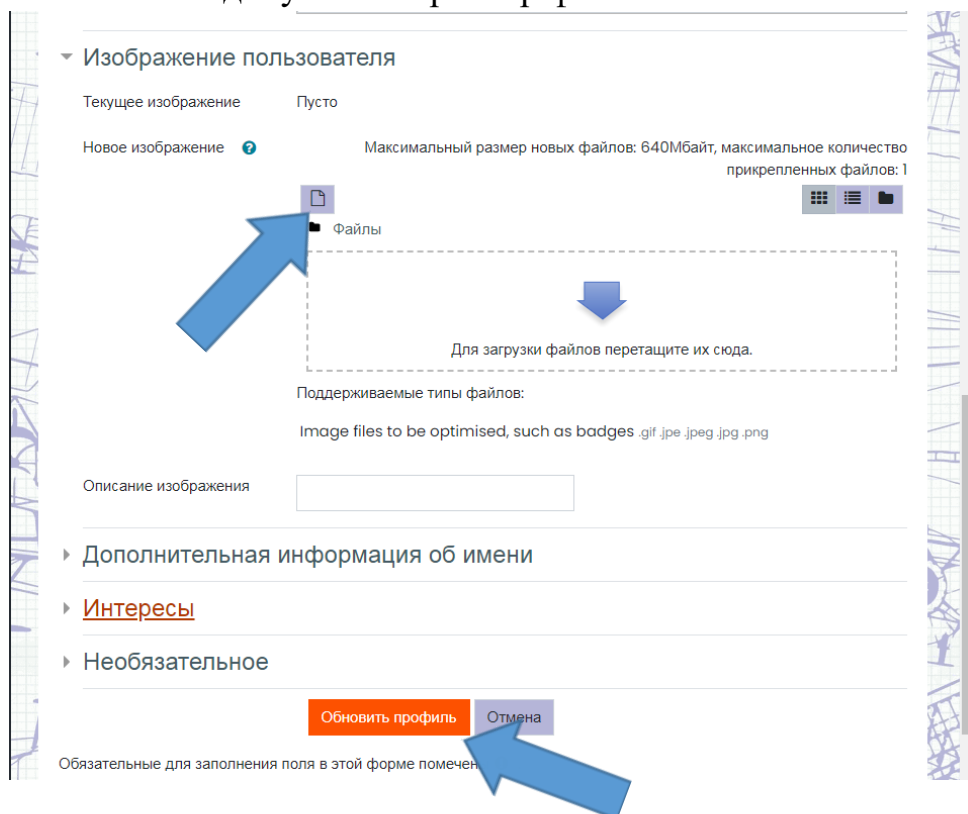 Изображение пользователя
Текущее изображение Пусто
Новое изображение ? Максимальный размер новых файлов: 640Мбайт, максимальное количество
прикрепленных файлов: 1
Файлы
Для загрузки файлов перетащите их сюда.
Поддерживаемые типы файлов:
Image files to be optimised, such as badges .gif .jpe .jpeg .jpg .png
Описание изображения
Дополнительная информация об имени
Интересы
Необязательное
Обновить профиль Отмена
Обязательные для заполнения поля в этой форме помечен